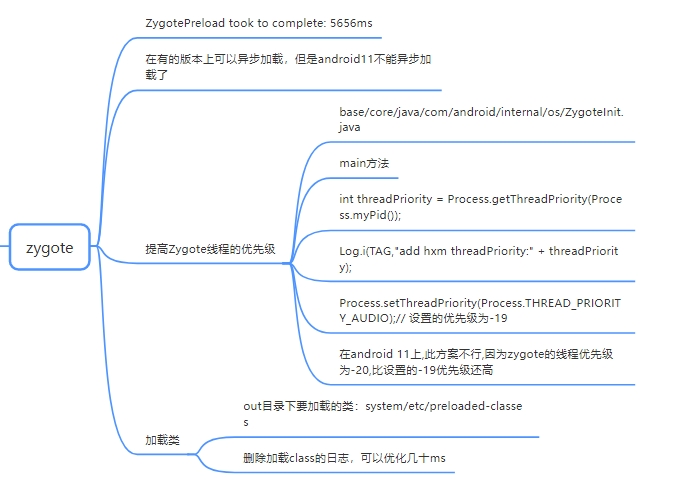 ZygotePreload took to complete: 5656ms
在有的版本上可以异步加载，但是android11不能异步加
载了
base/core/java/com/android/internal/os/ZygoteInit.
java
main方法
int threadPriority = Process.getThreadPriority(Proce
ss.myPid());
zygote
提高Zygote线程的优先级
Log.i(TAG,"add hxm threadPriority:" + threadPriorit
y);
Process.setThreadPriority(Process.THREAD_PRIORIT
Y_AUDIO);// 设置的优先级为-19
在android 11上,此方案不行,因为zygote的线程优先级
为-20,比设置的-19优先级还高
out目录下要加载的类：system/etc/preloaded-classe
s
加载类
删除加载class的日志，可以优化几十ms